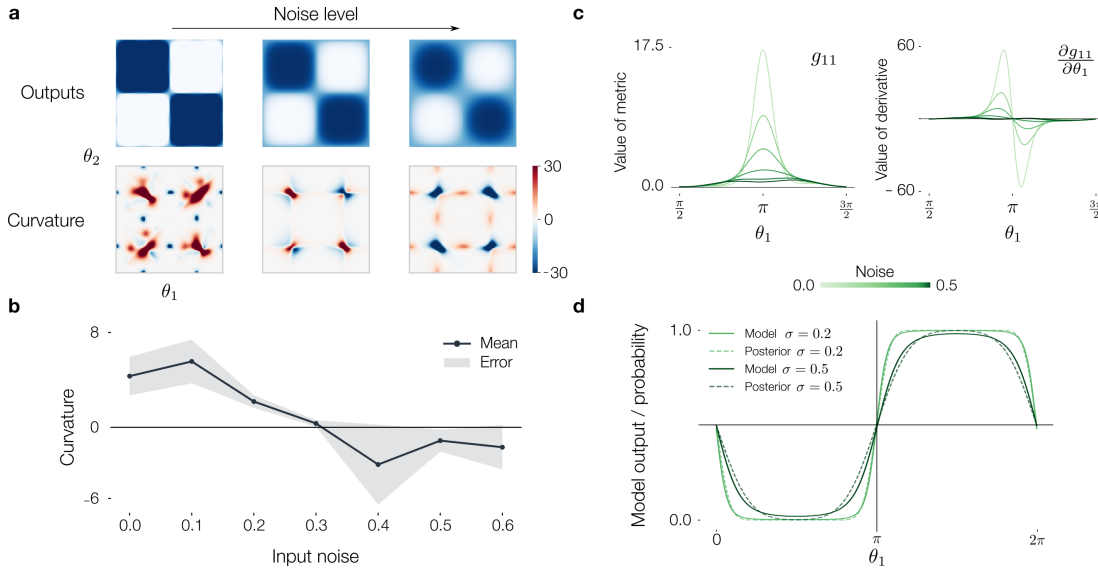 a
Noise level
Outputs
θ₂
Curvature
30
0
-30
θ₁
b
8
0
-6
Curvature
Mean
Error
0.0 0.1 0.2 0.3 0.4 0.5 0.6
Input noise
c
17.5
0.0
Value of metric
g₁₁
π/2 π 3π/2
θ₁
60
-60
Value of derivative
∂g₁₁/∂θ₁
π/2 π 3π/2
θ₁
Noise
0.0 0.5
d
1.0
0.0
Model output / probability
Model σ = 0.2
Posterior σ = 0.2
Model σ = 0.5
Posterior σ = 0.5
0 π 2π
θ₁